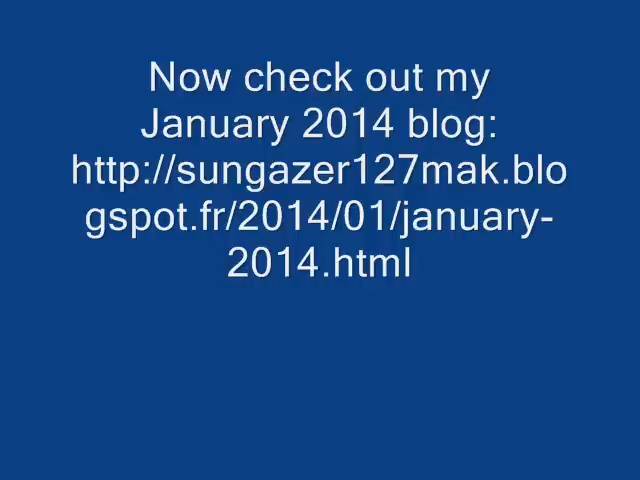 Now check out my
January 2014 blog:
http://sungazer127mak.blo
gspot.fr/2014/01/january-
2014.html